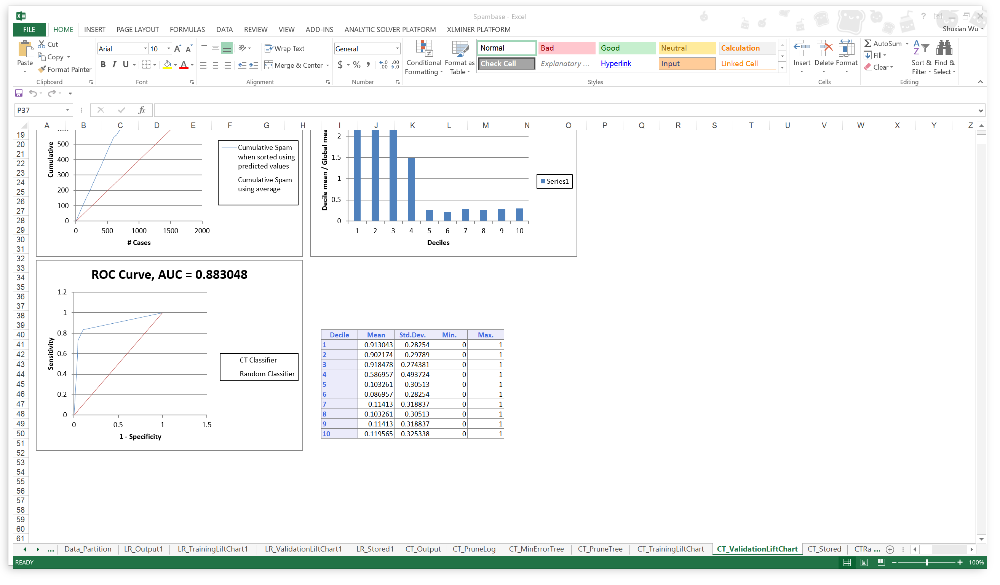 Spambase - Excel
?
FILE HOME INSERT PAGE LAYOUT FORMULAS DATA REVIEW VIEW ADD-INS ANALYTIC SOLVER PLATFORM XLMINER PLATFORM Shuxian Wu
Paste Cut
Copy
Format Painter
Clipboard
Arial 10 A A
B I U A
Font
Wrap Text
Merge & Center
Alignment
General
$ % , ←.0 .00 .00 →.0
Number
Conditional Formatting
Format as Table
Normal Bad Good Neutral Calculation
Check Cell Explanatory ... Hyperlink Input Linked Cell
Styles
Insert Delete Format
Cells
Σ AutoSum
Fill
Clear
Sort & Filter
Find & Select
Editing
P37 fx
A B C D E F G H I J K L M N O P Q R S T U V W X Y Z
19
20
21
22
23
24
25
26
27
28
29
30
31
32
33
34
35
36
37
38
39
40
41
42
43
44
45
46
47
48
49
50
51
52
53
54
55
56
57
58
59
60
61
Cumulative
500
400
300
200
100
0
0 500 1000 1500 2000
# Cases
Cumulative Spam
when sorted using
predicted values
Cumulative Spam
using average
Decile mean / Global mea
2
1.5
1
0.5
0
1 2 3 4 5 6 7 8 9 10
Deciles
Series1
ROC Curve, AUC = 0.883048
Sensitivity
1.2
1
0.8
0.6
0.4
0.2
0
0 0.5 1 1.5
1 - Specificity
CT Classifier
Random Classifier
Decile Mean Std.Dev. Min. Max.
1 0.913043 0.28254 0 1
2 0.902174 0.29789 0 1
3 0.918478 0.274381 0 1
4 0.586957 0.493724 0 1
5 0.103261 0.30513 0 1
6 0.086957 0.28254 0 1
7 0.11413 0.318837 0 1
8 0.103261 0.30513 0 1
9 0.11413 0.318837 0 1
10 0.119565 0.325338 0 1
... Data_Partition LR_Output1 LR_TrainingLiftChart1 LR_ValidationLiftChart1 LR_Stored1 CT_Output CT_PruneLog CT_MinErrorTree CT_PruneTree CT_TrainingLiftChart CT_ValidationLiftChart CT_Stored CTRa ...
READY 100%